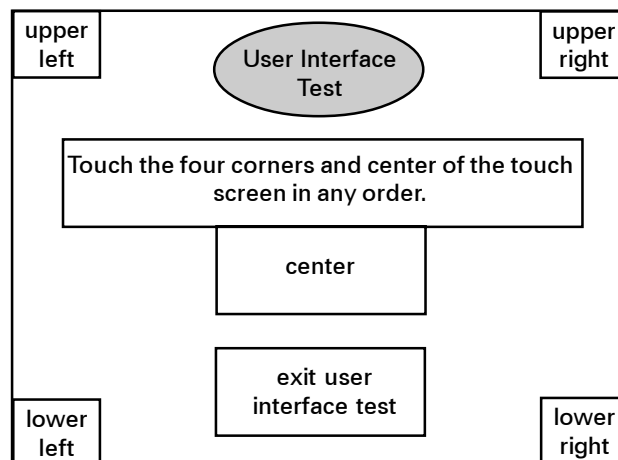 upper
left
User Interface
Test
upper
right
Touch the four corners and center of the touch
screen in any order.
center
exit user
interface test
lower
left
lower
right